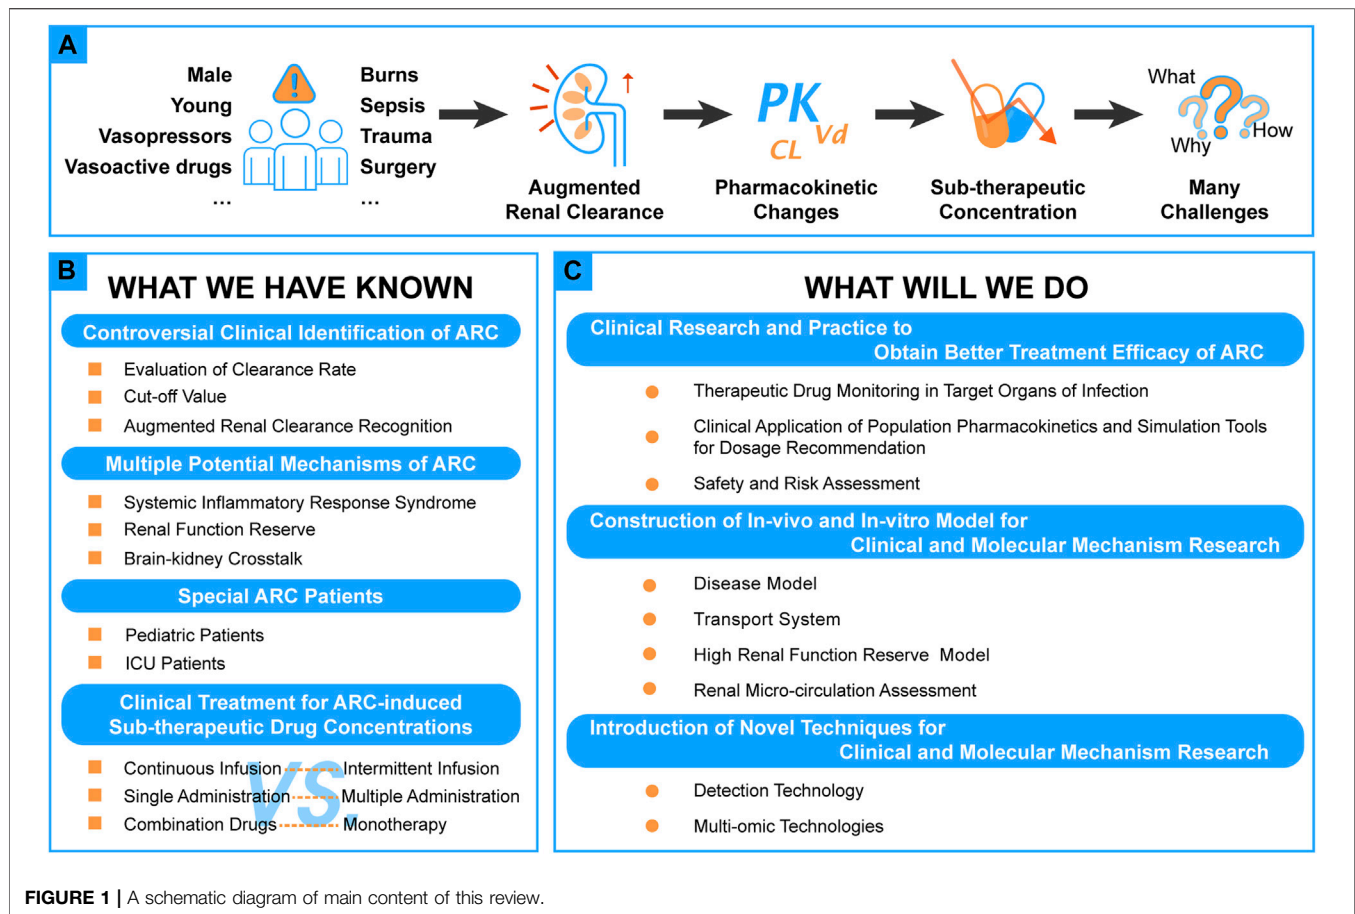 A
Male
Young
Vasopressors
Vasoactive drugs
...
Burns
Sepsis
Trauma
Surgery
...
Augmented
Renal Clearance
PK
CL
Vd
Pharmacokinetic
Changes
Sub-therapeutic
Concentration
What
Why
How
Many
Challenges
B
WHAT WE HAVE KNOWN
Controversial Clinical Identification of ARC
Evaluation of Clearance Rate
Cut-off Value
Augmented Renal Clearance Recognition
Multiple Potential Mechanisms of ARC
Systemic Inflammatory Response Syndrome
Renal Function Reserve
Brain-kidney Crosstalk
Special ARC Patients
Pediatric Patients
ICU Patients
Clinical Treatment for ARC-induced
Sub-therapeutic Drug Concentrations
VS.
Continuous Infusion Intermittent Infusion
Single Administration Multiple Administration
Combination Drugs Monotherapy
C
WHAT WILL WE DO
Clinical Research and Practice to
Obtain Better Treatment Efficacy of ARC
Therapeutic Drug Monitoring in Target Organs of Infection
Clinical Application of Population Pharmacokinetics and Simulation Tools
for Dosage Recommendation
Safety and Risk Assessment
Construction of In-vivo and In-vitro Model for
Clinical and Molecular Mechanism Research
Disease Model
Transport System
High Renal Function Reserve Model
Renal Micro-circulation Assessment
Introduction of Novel Techniques for
Clinical and Molecular Mechanism Research
Detection Technology
Multi-omic Technologies
FIGURE 1 | A schematic diagram of main content of this review.